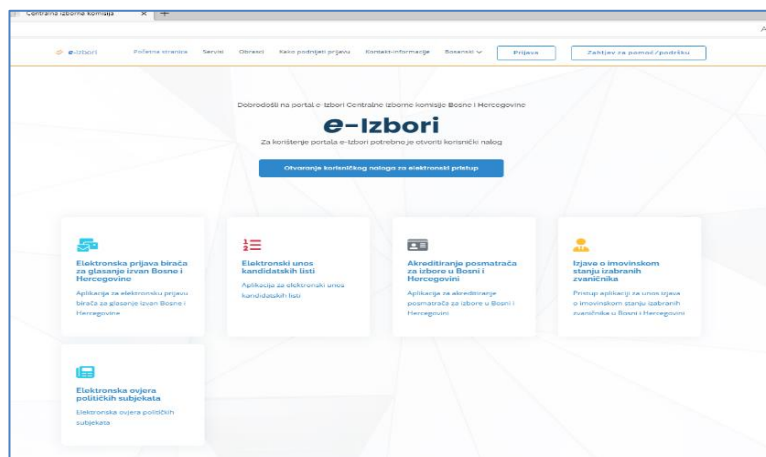 Centralna izborna komisija
e-Izbori
Početna stranica Servisi Obrasci Kako podnijeti prijavu Kontakt-informacije Bosanski Prijava Zahtjev za pomoć/podršku
Dobrodošli na portal e-Izbori Centralne izborne komisije Bosne i Hercegovine
e-Izbori
Za korištenje portala e-Izbori potrebno je otvoriti korisnički nalog
Otvaranje korisničkog naloga za elektronski pristup
Elektronska prijava birača
za glasanje izvan Bosne i
Hercegovine
Aplikacija za elektronsku prijavu
birača za glasanje izvan Bosne i
Hercegovine
Elektronski unos
kandidatskih listi
Aplikacija za elektronski unos
kandidatskih listi
Akreditiranje posmatrača
za izbore u Bosni i
Hercegovini
Aplikacija za akreditiranje
posmatrača za izbore u Bosni i
Hercegovini
Izjave o imovinskom
stanju izabranih
zvaničnika
Pristup aplikaciji za unos izjava
o imovinskom stanju izabranih
zvaničnika u Bosni i Hercegovini
Elektronska ovjera
političkih subjekata
Elektronska ovjera političkih
subjekata